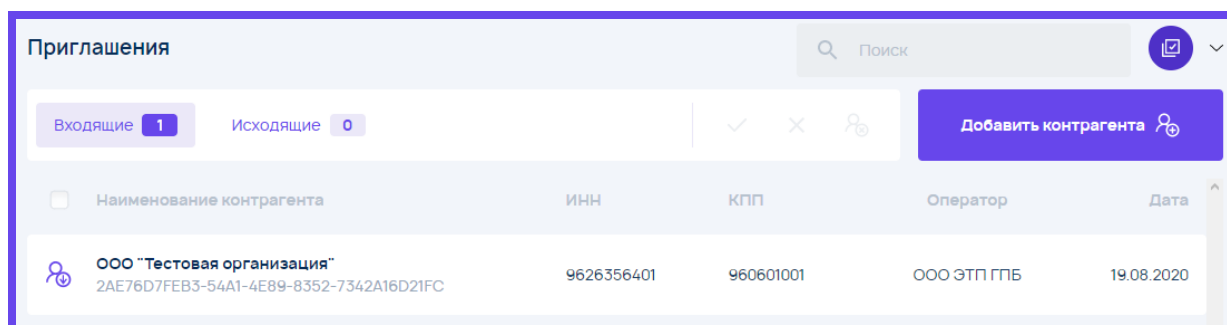 Приглашения
Поиск
Входящие 1 Исходящие 0
Добавить контрагента
Наименование контрагента ИНН КПП Оператор Дата
ООО "Тестовая организация" 9626356401 960601001 ООО ЭТП ГПБ 19.08.2020
2AE76D7FEB3-54A1-4E89-8352-7342A16D21FC